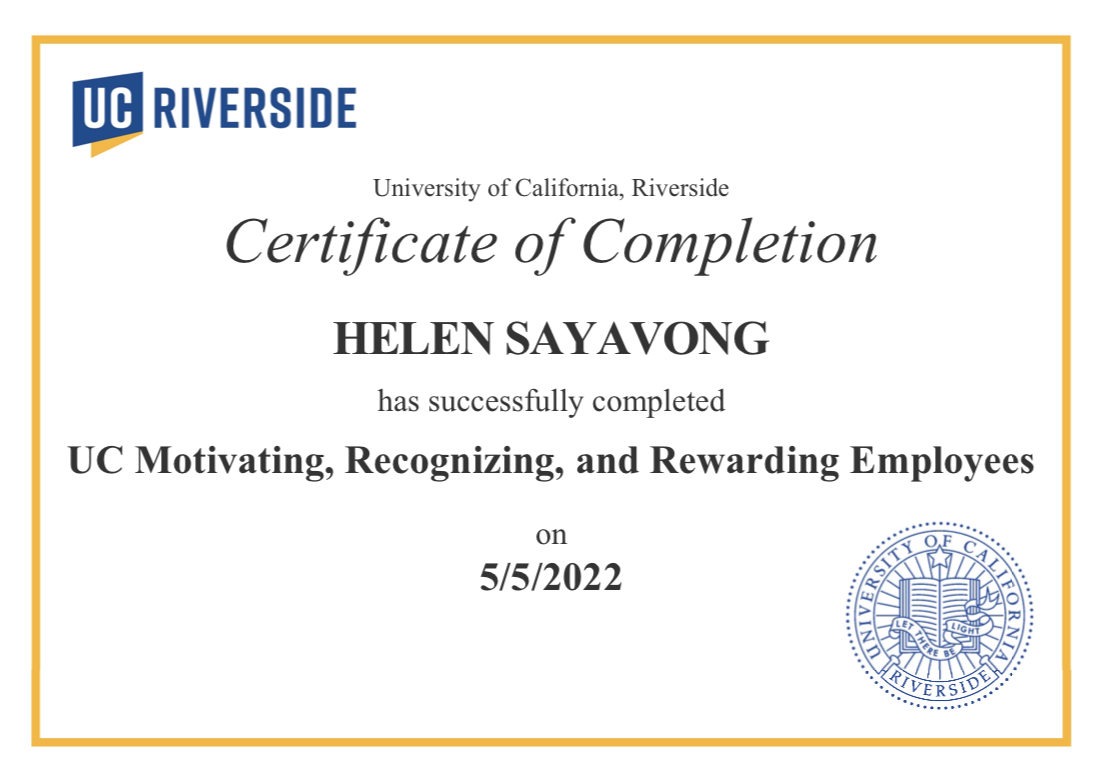 UC RIVERSIDE
University of California, Riverside
Certificate of Completion
HELEN SAYAVONG
has successfully completed
UC Motivating, Recognizing, and Rewarding Employees
on
5/5/2022
UNIVERSITY OF CALIFORNIA
LET THERE BE LIGHT
RIVERSIDE